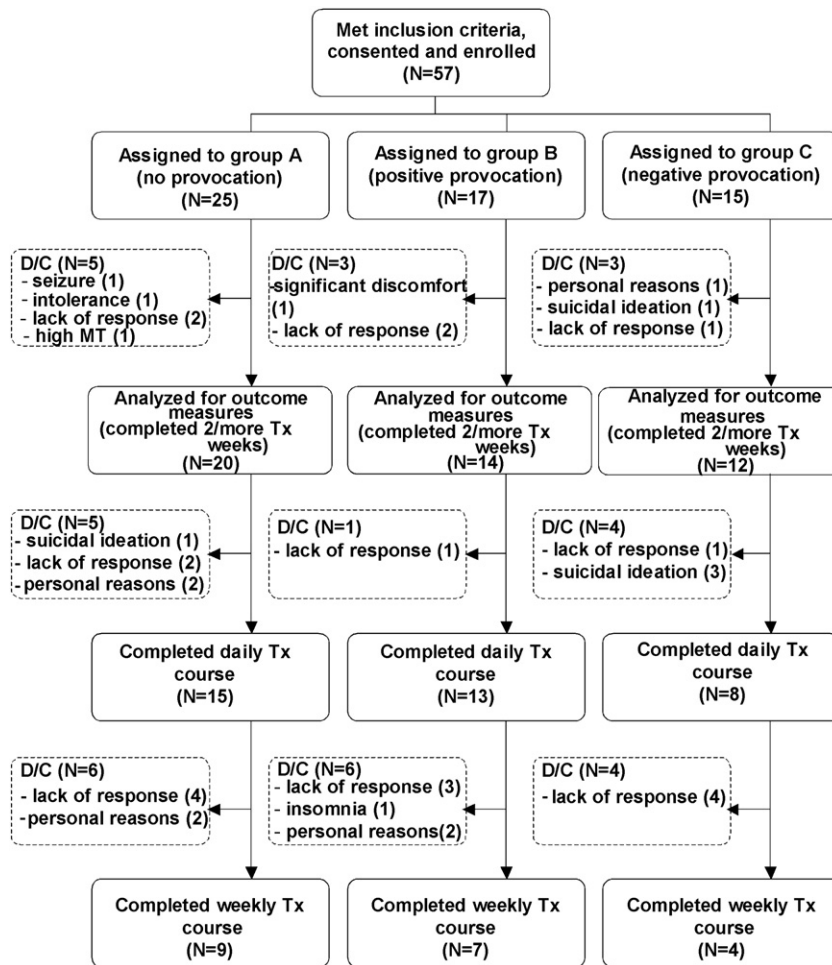 Met inclusion criteria,
consented and enrolled
(N=57)
Assigned to group A
(no provocation)
(N=25)
Assigned to group B
(positive provocation)
(N=17)
Assigned to group C
(negative provocation)
(N=15)
D/C (N=5)
- seizure (1)
- intolerance (1)
- lack of response (2)
- high MT (1)
D/C (N=3)
-significant discomfort
(1)
- lack of response (2)
D/C (N=3)
- personal reasons (1)
- suicidal ideation (1)
- lack of response (1)
Analyzed for outcome
measures
(completed 2/more Tx
weeks)
(N=20)
Analyzed for outcome
measures
(completed 2/more Tx
weeks)
(N=14)
Analyzed for outcome
measures
(completed 2/more Tx
weeks)
(N=12)
D/C (N=5)
- suicidal ideation (1)
- lack of response (2)
-personal reasons (2)
D/C (N=1)
- lack of response (1)
D/C (N=4)
- lack of response (1)
- suicidal ideation (3)
Completed daily Tx
course
(N=15)
Completed daily Tx
course
(N=13)
Completed daily Tx
course
(N=8)
D/C (N=6)
- lack of response (4)
-personal reasons (2)
D/C (N=6)
- lack of response (3)
- insomnia (1)
- personal reasons(2)
D/C (N=4)
- lack of response (4)
Completed weekly Tx
course
(N=9)
Completed weekly Tx
course
(N=7)
Completed weekly Tx
course
(N=4)